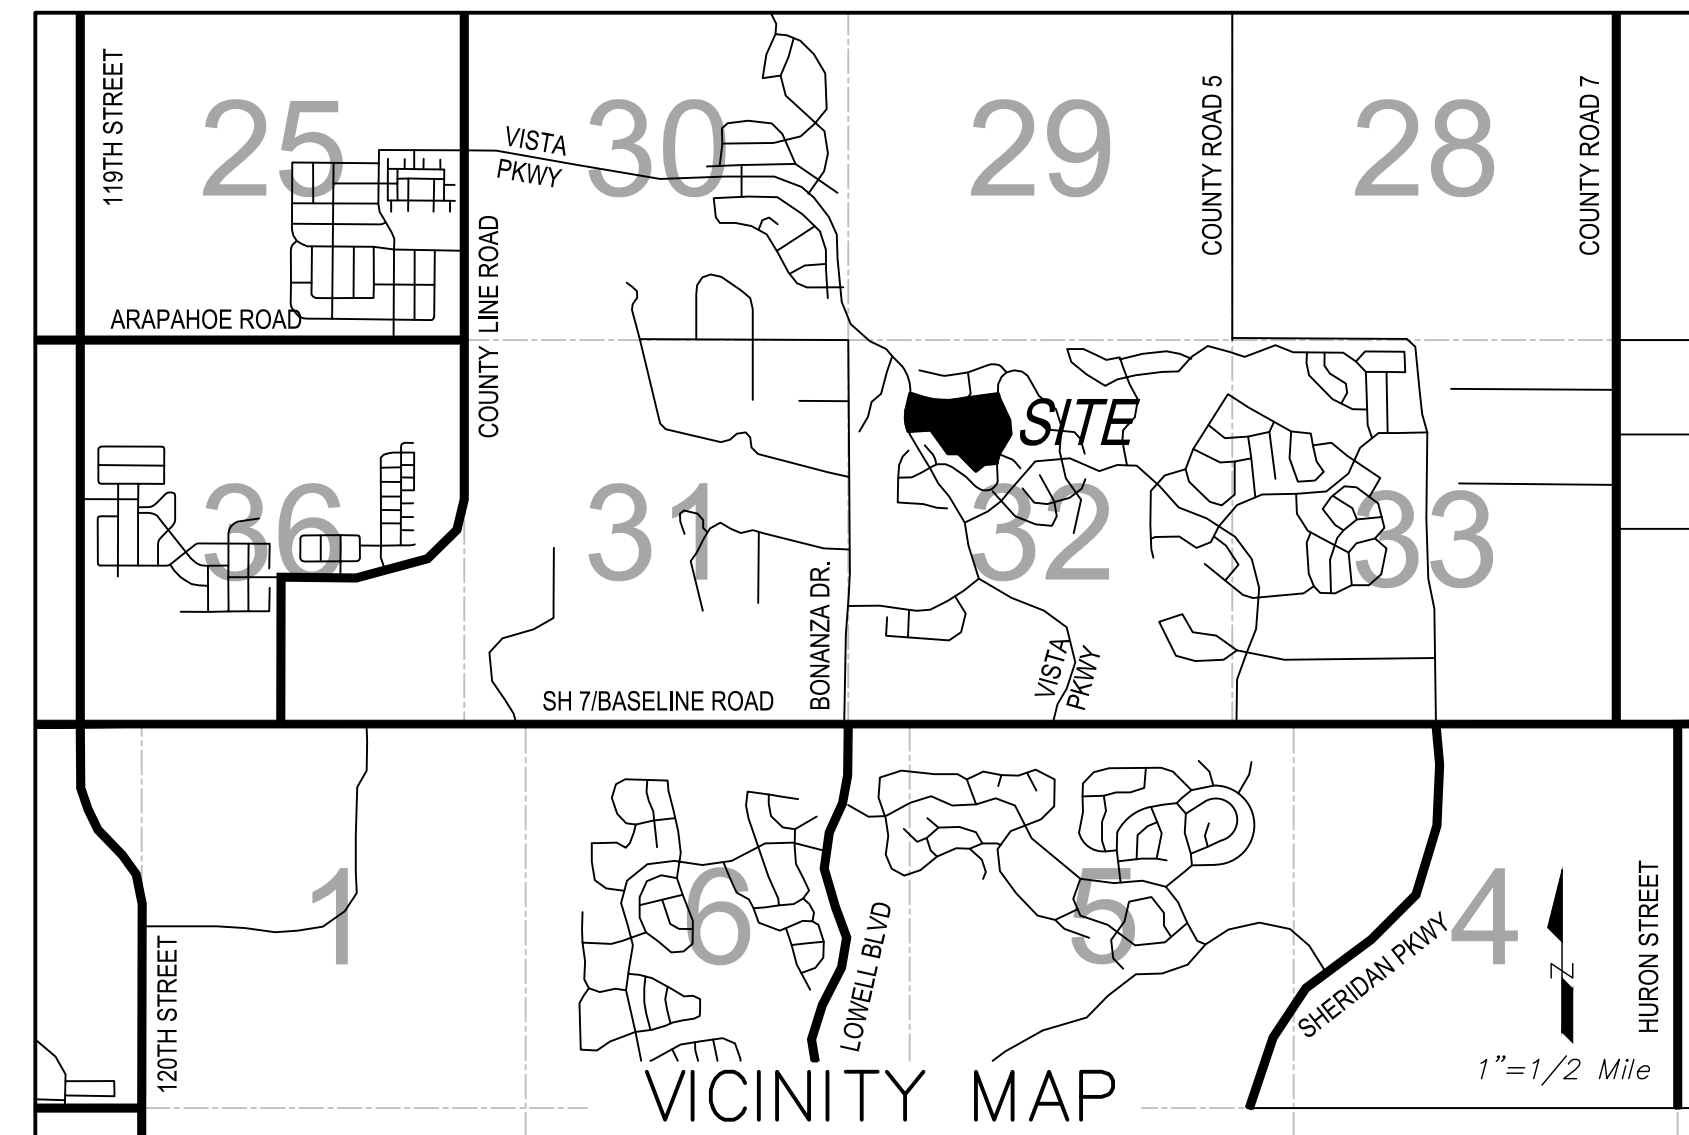 119TH STREET
25
VISTA
PKWY
30
29
COUNTY ROAD 5
28
COUNTY ROAD 7
ARAPAHOE ROAD
COUNTY LINE ROAD
SITE
36
31
32
33
BONANZA DR.
VISTA
PKWY
SH 7/BASELINE ROAD
1
6
5
4
120TH STREET
LOWELL BLVD
SHERIDAN PKWY
N
HURON STREET
1"=1/2 Mile
VICINITY MAP